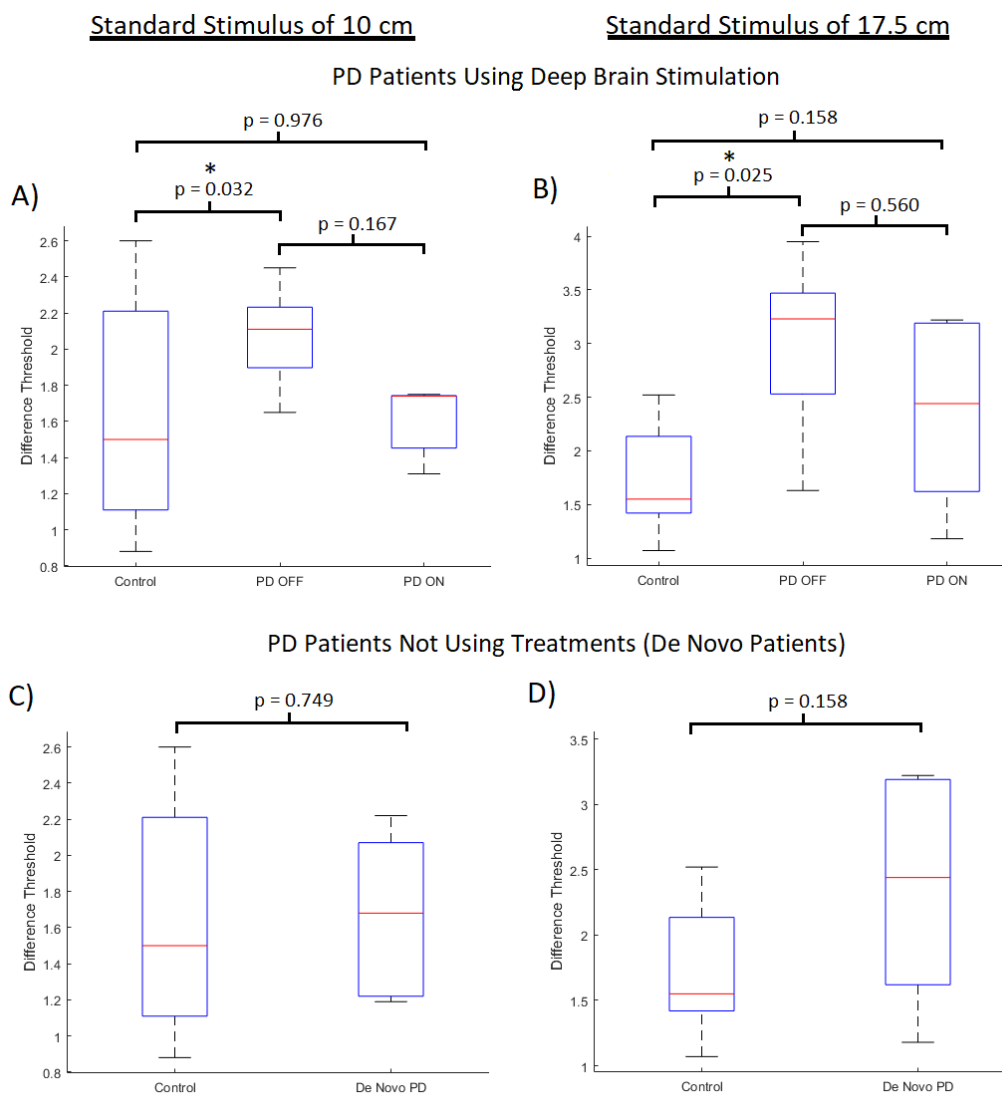 Standard Stimulus of 10 cm
Standard Stimulus of 17.5 cm
PD Patients Using Deep Brain Stimulation
A)
p = 0.976
*
p = 0.032
p = 0.167
Difference Threshold
2.6
2.4
2.2
2
1.8
1.6
1.4
1.2
1
0.8
Control
PD OFF
PD ON
B)
p = 0.158
*
p = 0.025
p = 0.560
Difference Threshold
4
3.5
3
2.5
2
1.5
1
Control
PD OFF
PD ON
PD Patients Not Using Treatments (De Novo Patients)
C)
p = 0.749
Difference Threshold
2.6
2.4
2.2
2
1.8
1.6
1.4
1.2
1
0.8
Control
De Novo PD
D)
p = 0.158
Difference Threshold
3.5
3
2.5
2
1.5
1
Control
De Novo PD